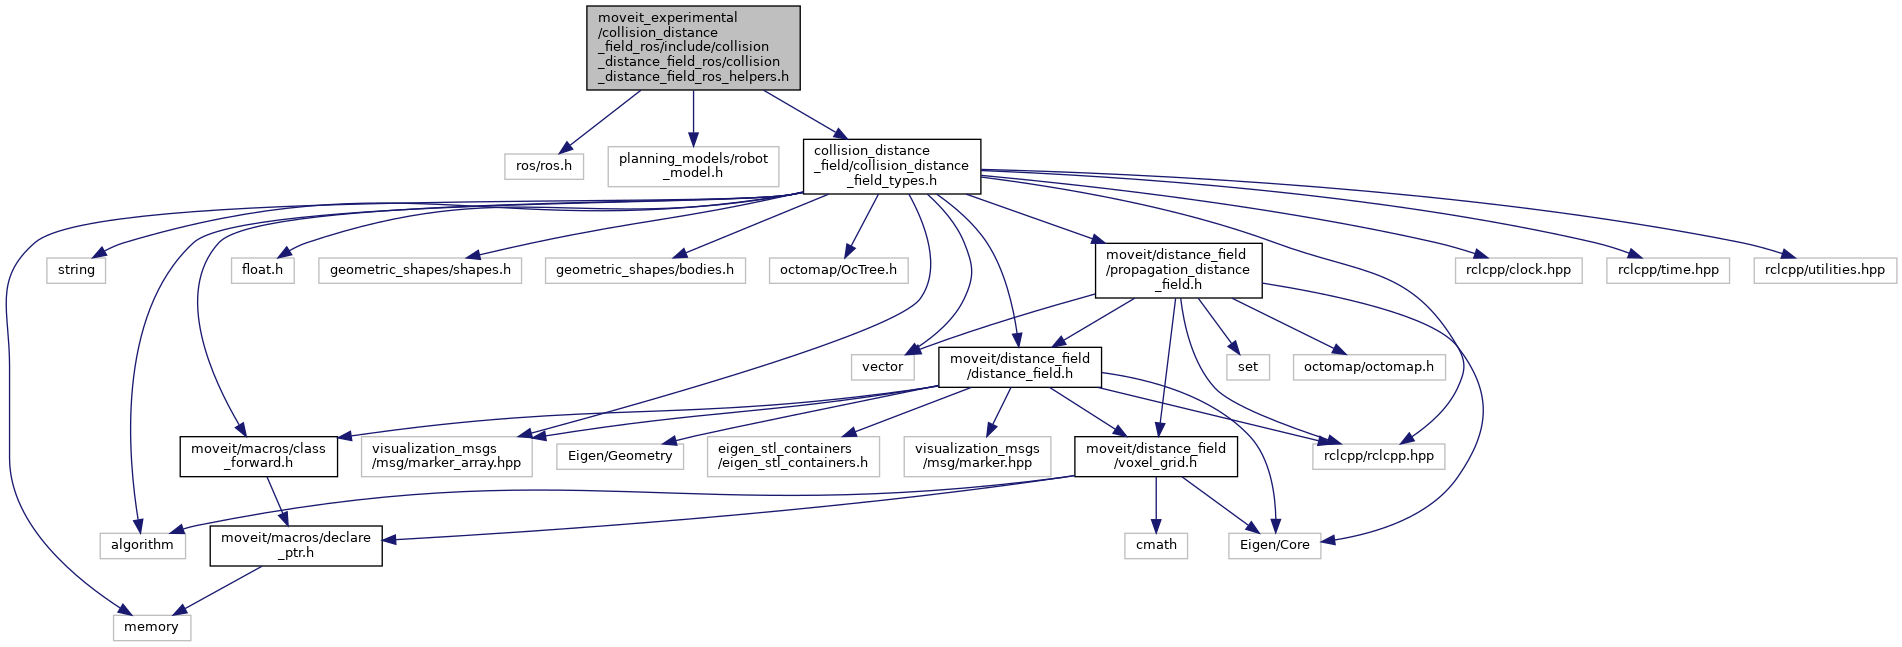 moveit_experimental
/collision_distance
_field_ros/include/collision
_distance_field_ros/collision
_distance_field_ros_helpers.h
ros/ros.h
planning_models/robot
_model.h
collision_distance
_field/collision_distance
_field_types.h
string
float.h
geometric_shapes/shapes.h
geometric_shapes/bodies.h
octomap/OcTree.h
moveit/distance_field
/propagation_distance
_field.h
rclcpp/clock.hpp
rclcpp/time.hpp
rclcpp/utilities.hpp
vector
moveit/distance_field
/distance_field.h
set
octomap/octomap.h
moveit/macros/class
_forward.h
visualization_msgs
/msg/marker_array.hpp
Eigen/Geometry
eigen_stl_containers
/eigen_stl_containers.h
visualization_msgs
/msg/marker.hpp
moveit/distance_field
/voxel_grid.h
rclcpp/rclcpp.hpp
algorithm
moveit/macros/declare
_ptr.h
cmath
Eigen/Core
memory